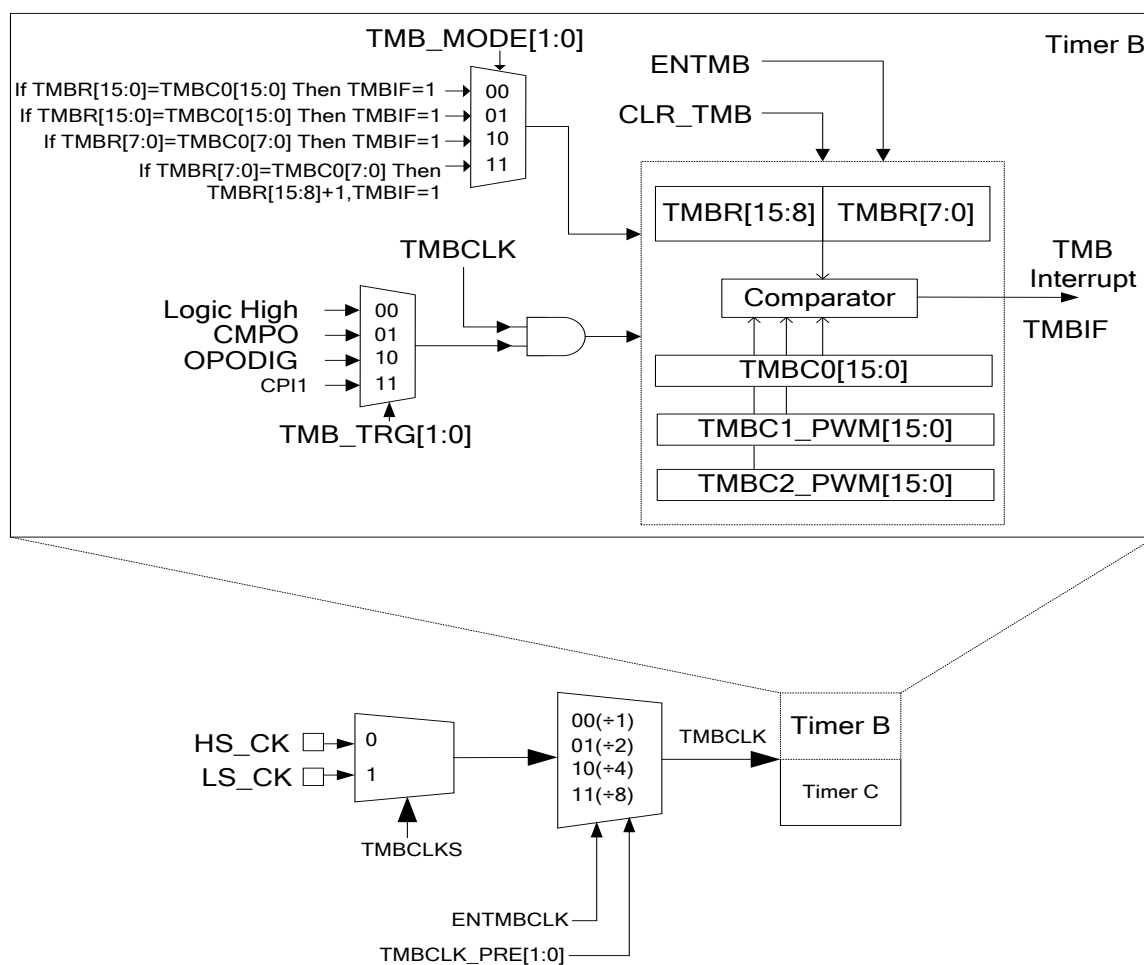 Timer B
TMB_MODE[1:0]
If TMBR[15:0]=TMBC0[15:0] Then TMBIF=1
If TMBR[15:0]=TMBC0[15:0] Then TMBIF=1
If TMBR[7:0]=TMBC0[7:0] Then TMBIF=1
If TMBR[7:0]=TMBC0[7:0] Then
TMBR[15:8]+1,TMBIF=1
00
01
10
11
ENTMB
CLR_TMB
TMBR[15:8]
TMBR[7:0]
Comparator
TMBC0[15:0]
TMBC1_PWM[15:0]
TMBC2_PWM[15:0]
TMB
Interrupt
TMBIF
TMBCLK
Logic High
CMPO
OPODIG
CPI1
00
01
10
11
TMB_TRG[1:0]
HS_CK
LS_CK
0
1
TMBCLKS
00(÷1)
01(÷2)
10(÷4)
11(÷8)
ENTMBCLK
TMBCLK_PRE[1:0]
TMBCLK
Timer B
Timer C